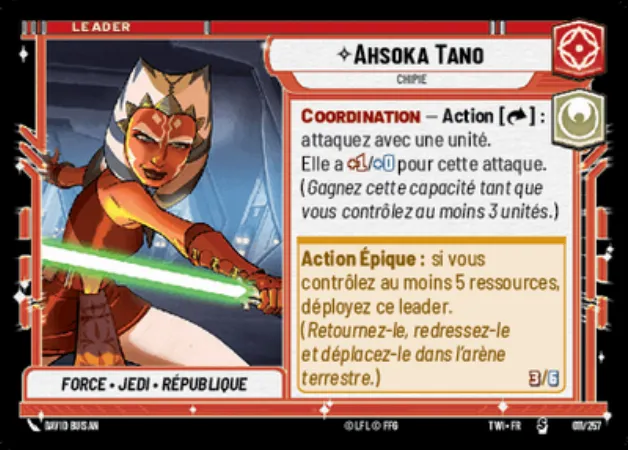 LEADER
AHSOKA TANO
CHIPIE
COORDINATION – Action [ ] :
attaquez avec une unité.
Elle a +1/+0 pour cette attaque.
(Gagnez cette capacité tant que
vous contrôlez au moins 3 unités.)
Action Épique : si vous
contrôlez au moins 5 ressources,
déployez ce leader.
(Retournez-le, redressez-le
et déplacez-le dans l'arène
terrestre.)
3/6
FORCE • JEDI • RÉPUBLIQUE
DAVID BUISAN
© LFL © FFG
TWI • FR
S
011/257